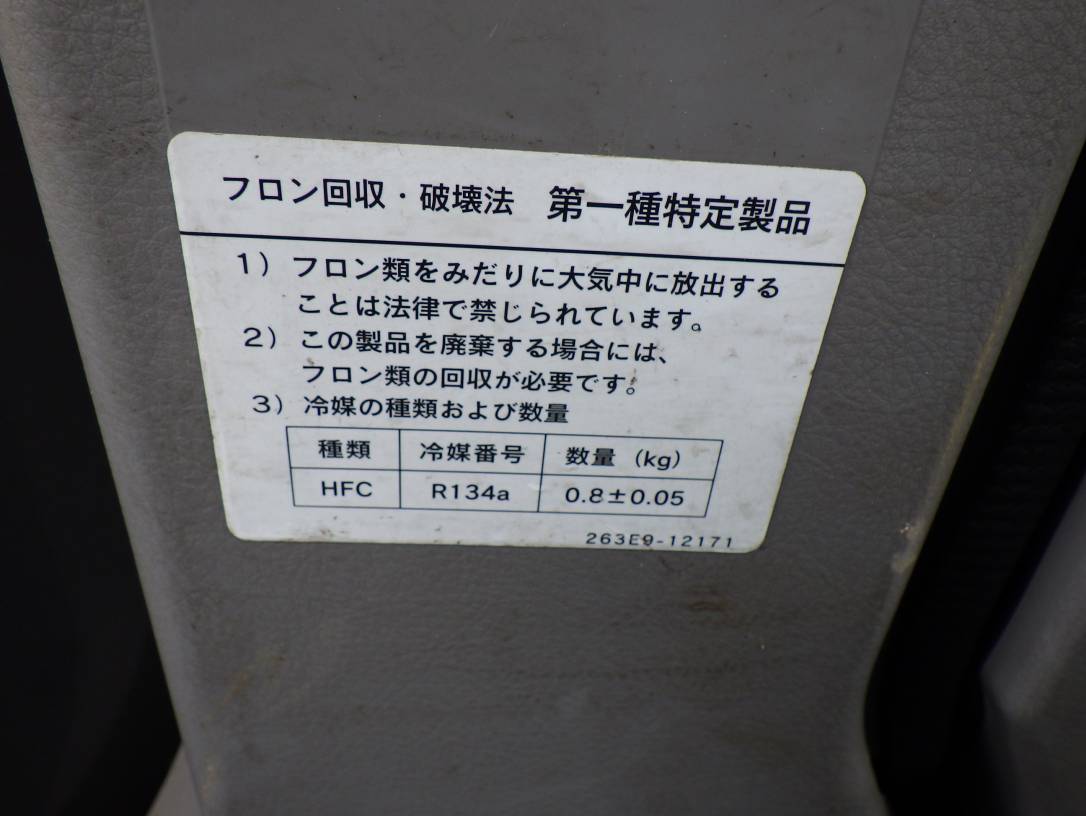 フロン回収・破壊法 第一種特定製品
1) フロン類をみだりに大気中に放出する
ことは法律で禁じられています。
2) この製品を廃棄する場合には、
フロン類の回収が必要です。
3) 冷媒の種類および数量
種類 冷媒番号 数量 (kg)
HFC R134a 0.8±0.05
263E9-12171